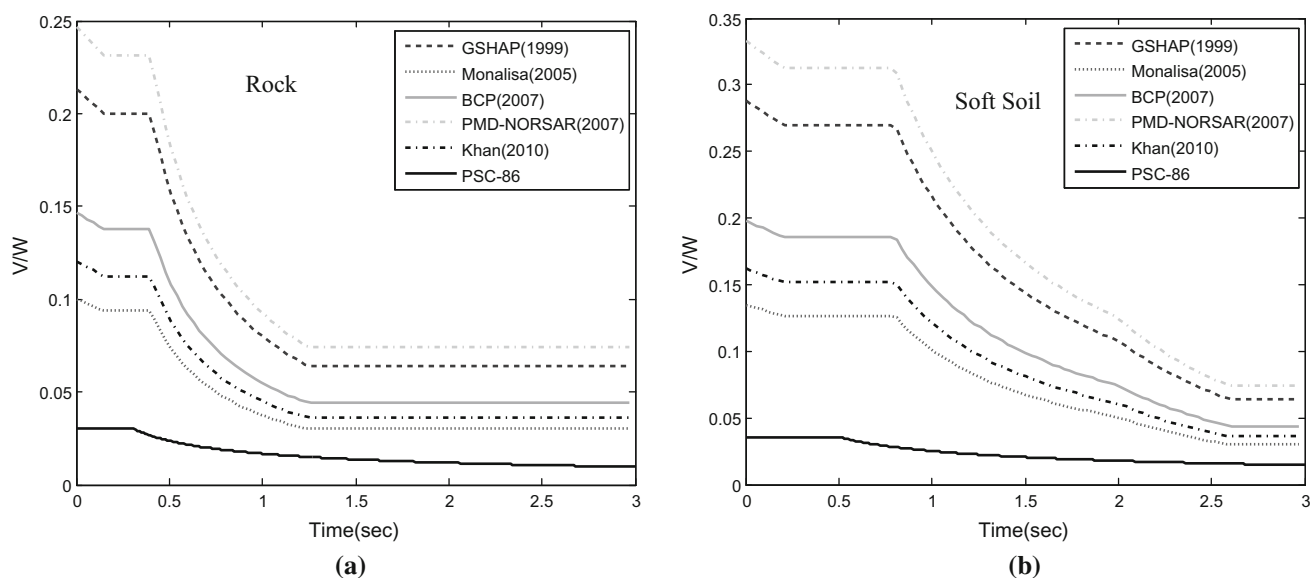 0.25
0.2
0.15
0.1
0.05
0
V/W
Rock
GSHAP(1999)
Monalisa(2005)
BCP(2007)
PMD-NORSAR(2007)
Khan(2010)
PSC-86
0 0.5 1 1.5 2 2.5 3
Time(sec)
(a)
0.35
0.3
0.25
0.2
0.15
0.1
0.05
0
V/W
Soft Soil
GSHAP(1999)
Monalisa(2005)
BCP(2007)
PMD-NORSAR(2007)
Khan(2010)
PSC-86
0 0.5 1 1.5 2 2.5 3
Time(sec)
(b)